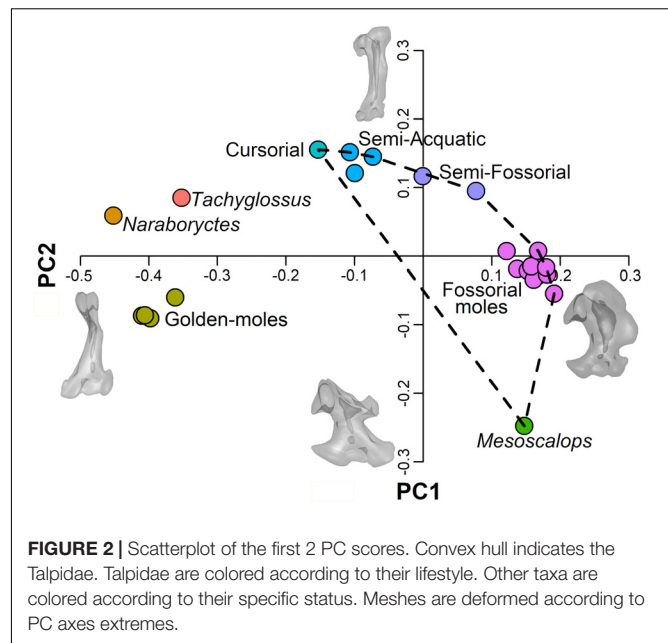 0.3
0.2
Semi-Acquatic
Cursorial
Semi-Fossorial
0.1
Tachyglossus
Naraboryctes
PC2
-0.5 -0.4 -0.3 -0.2 -0.1 0.1 0.2 0.3
Fossorial
moles
-0.1
Golden-moles
-0.2
Mesoscalops
-0.3
PC1
FIGURE 2 | Scatterplot of the first 2 PC scores. Convex hull indicates the
Talpidae. Talpidae are colored according to their lifestyle. Other taxa are
colored according to their specific status. Meshes are deformed according to
PC axes extremes.